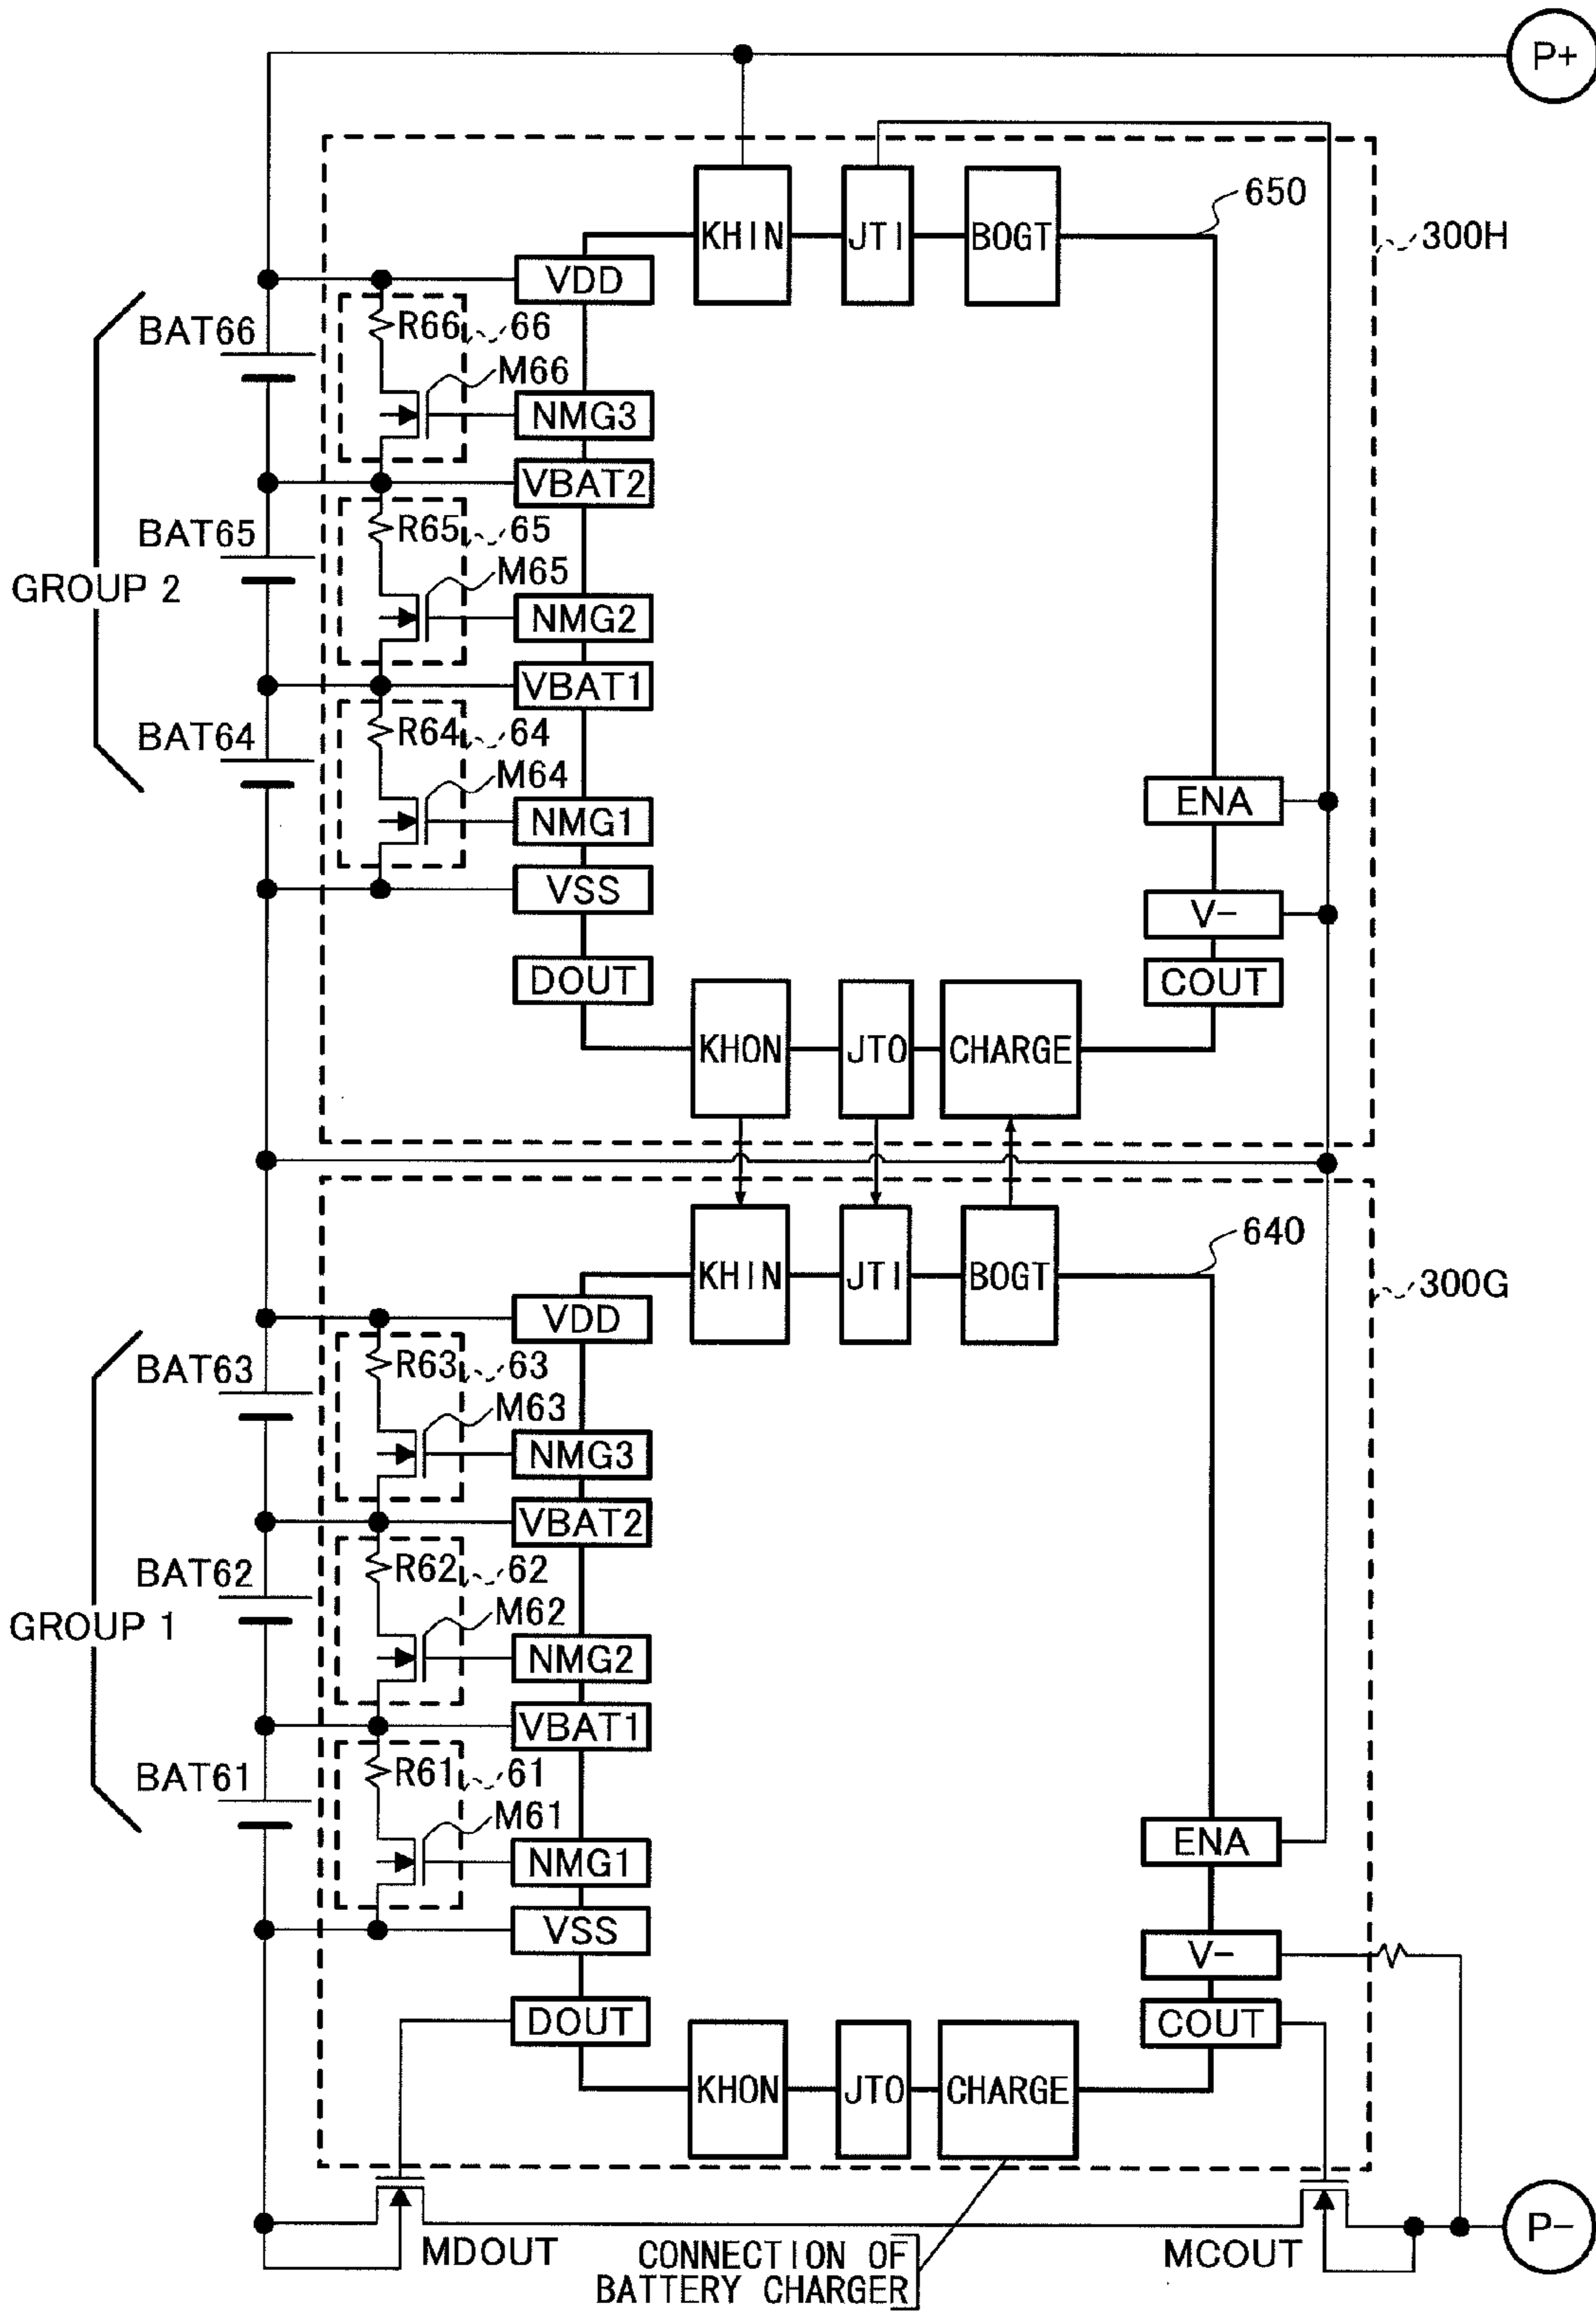 P+
650
300H
KHIN
JTI
BOGT
VDD
BAT66
R66
66
M66
NMG3
VBAT2
BAT65
R65
65
M65
GROUP 2
NMG2
VBAT1
BAT64
R64
64
M64
NMG1
ENA
VSS
V-
DOUT
COUT
KHON
JTO
CHARGE
640
300G
KHIN
JTI
BOGT
VDD
BAT63
R63
63
M63
NMG3
VBAT2
BAT62
R62
62
M62
GROUP 1
NMG2
VBAT1
BAT61
R61
61
M61
NMG1
ENA
VSS
V-
DOUT
COUT
KHON
JTO
CHARGE
MDOUT
CONNECTION OF
BATTERY CHARGER
MCOUT
P-